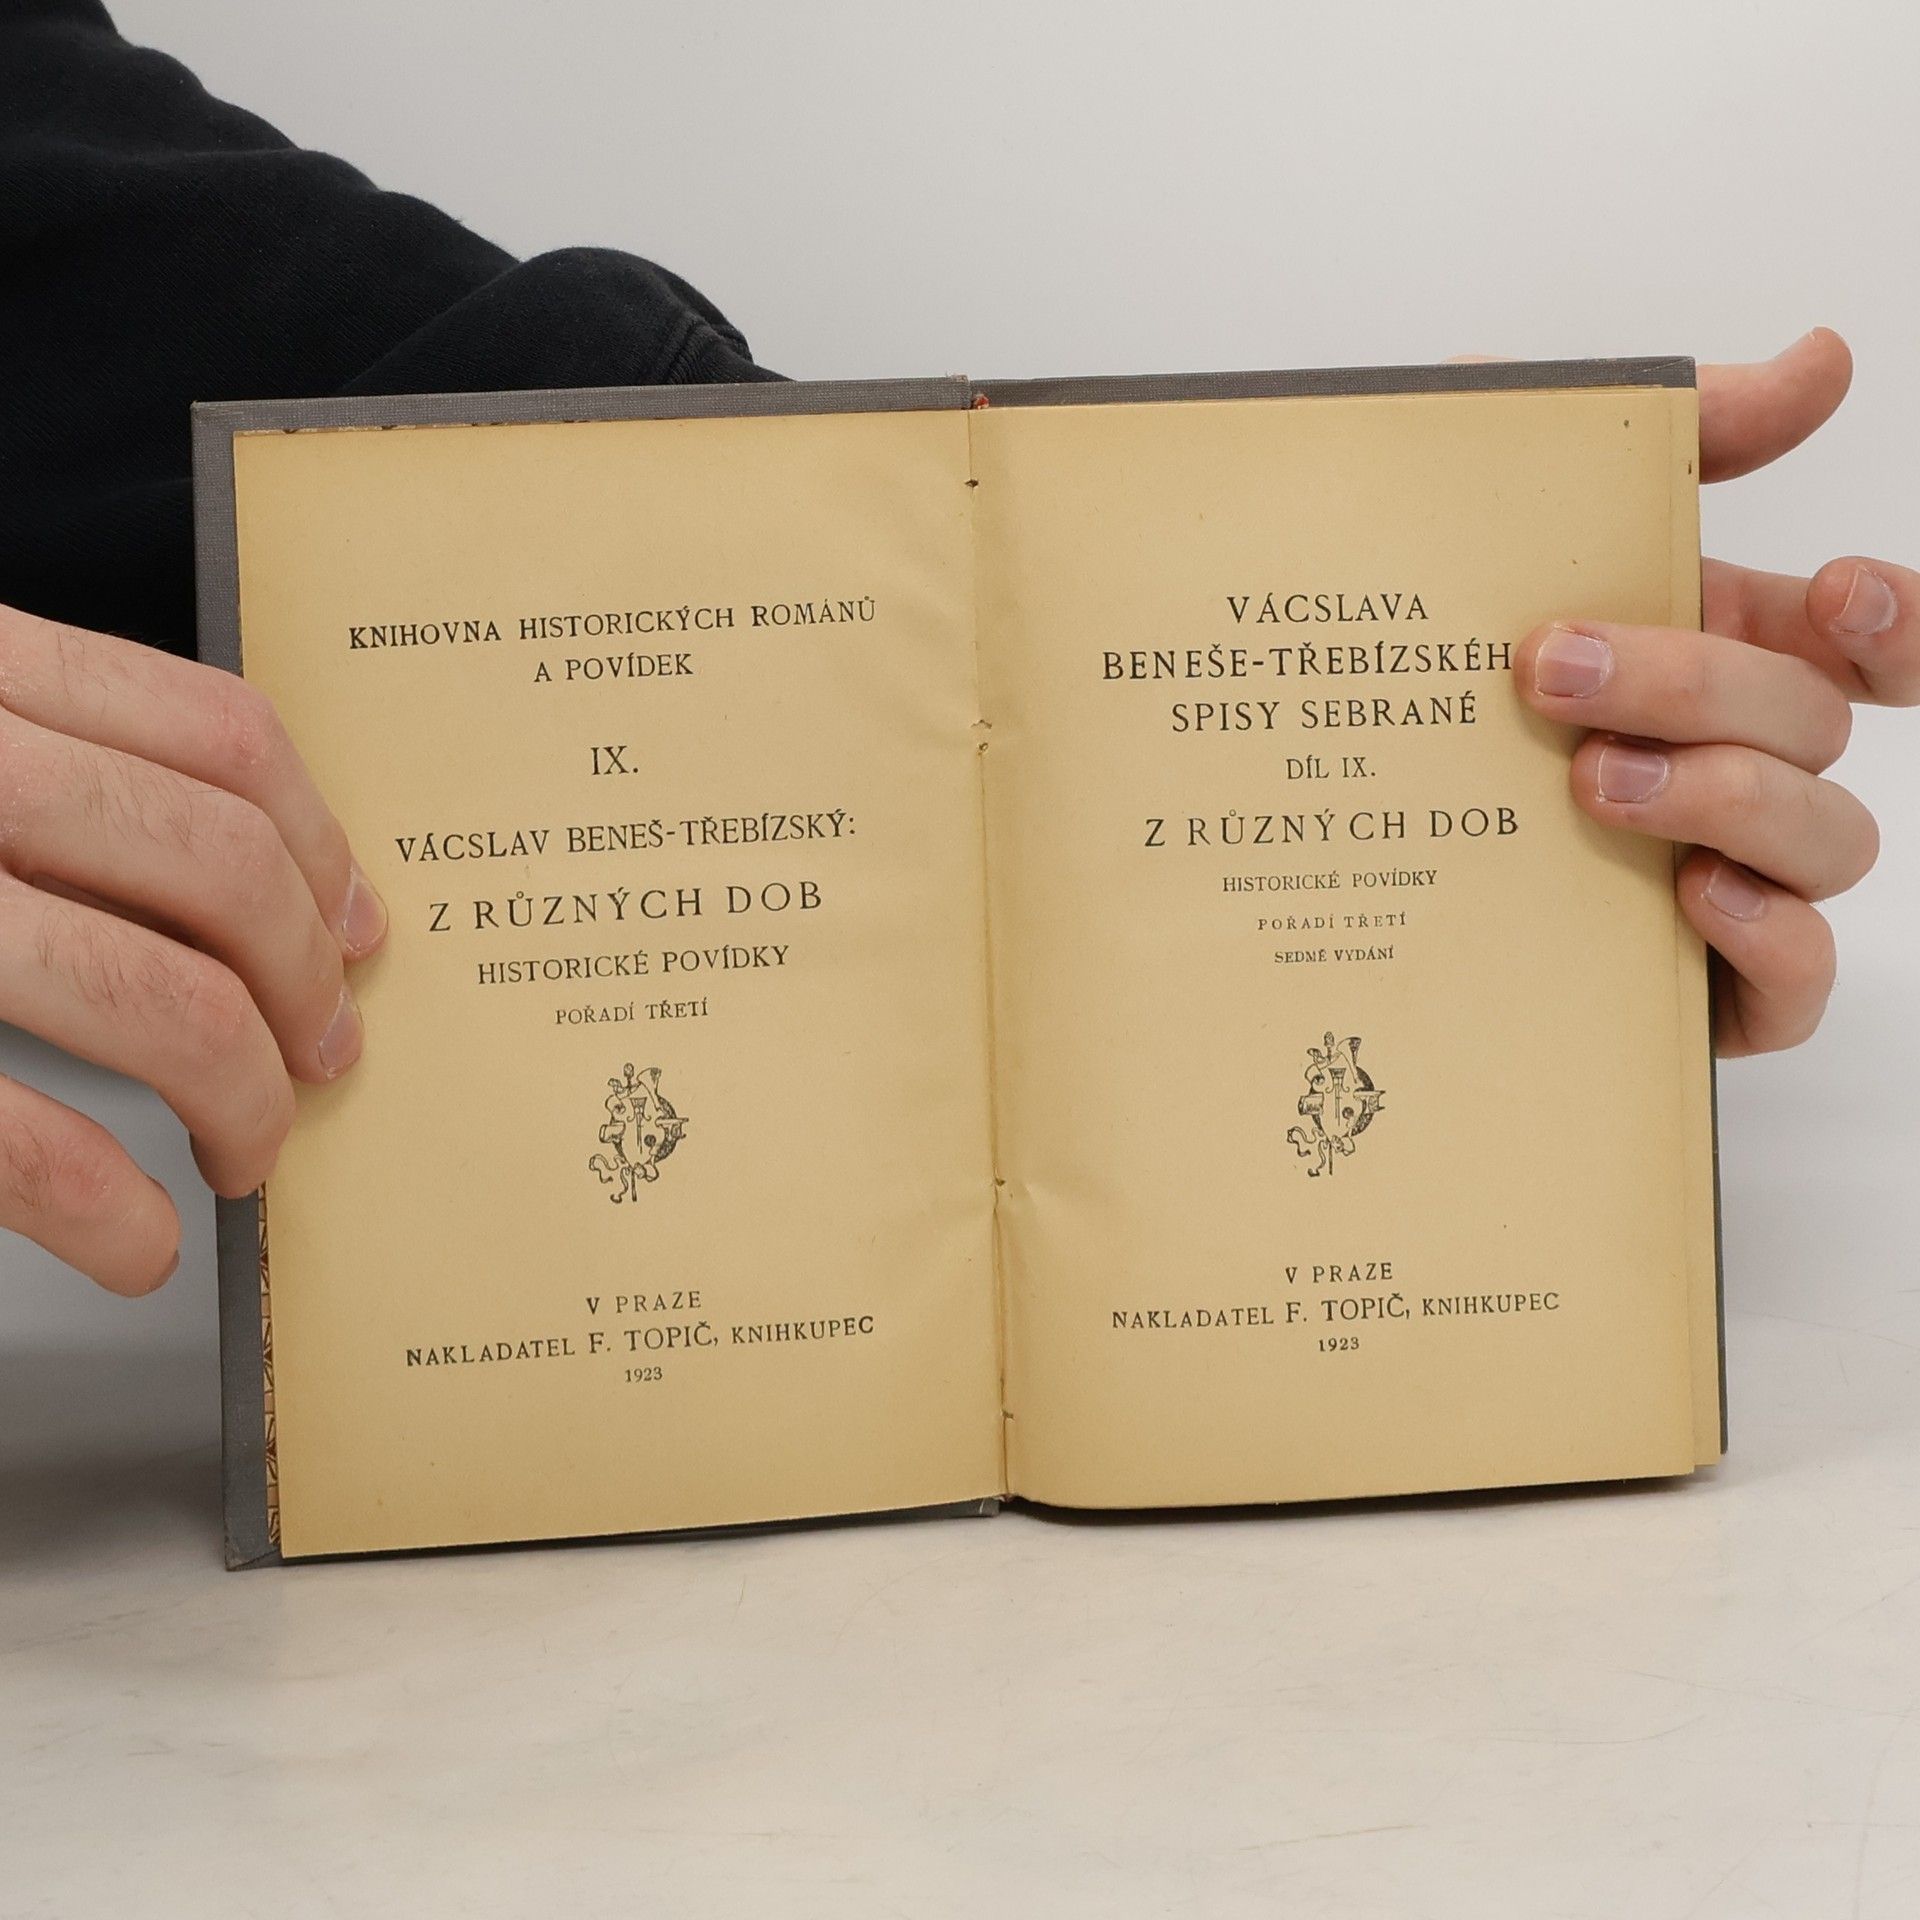 KNIHOVNA HISTORICKÝCH ROMÁNŮ
A POVÍDEK
IX.
VÁCSLAV BENEŠ-TŘEBÍZSKÝ:
Z RŮZNÝCH DOB
HISTORICKÉ POVÍDKY
POŘADÍ TŘETÍ
V PRAZE
NAKLADATEL F. TOPIČ, KNIHKUPEC
1923
VÁCSLAVA
BENEŠE-TŘEBÍZSKÉH
SPISY SEBRANÉ
DÍL IX.
Z RŮZNÝCH DOB
HISTORICKÉ POVÍDKY
POŘADÍ TŘETÍ
SEDMÉ VYDÁNÍ
V PRAZE
NAKLADATEL F. TOPIČ, KNIHKUPEC
1923